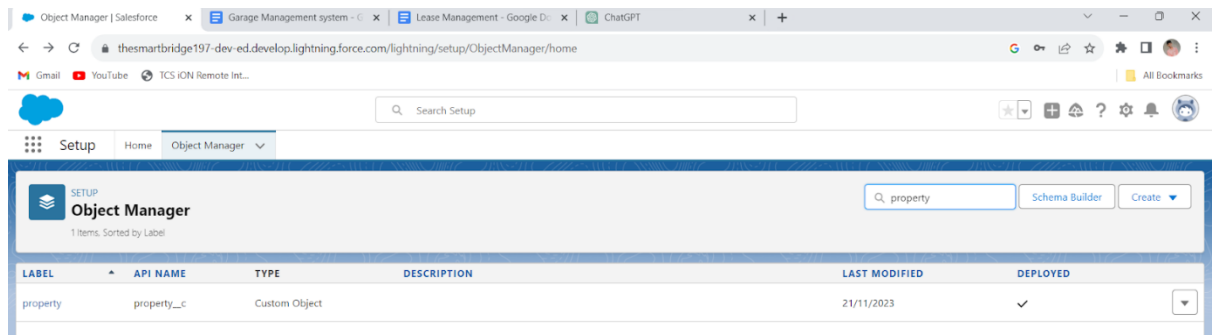 Object Manager | Salesforce
Garage Management system - G
Lease Management - Google Do
ChatGPT
thesmartbridge197-dev-ed.develop.lightning.force.com/lightning/setup/ObjectManager/home
Gmail YouTube TCS iON Remote Int... All Bookmarks
Search Setup
Setup Home Object Manager
SETUP
Object Manager
1 Items, Sorted by Label
property Schema Builder Create
LABEL API NAME TYPE DESCRIPTION LAST MODIFIED DEPLOYED
property property__c Custom Object 21/11/2023